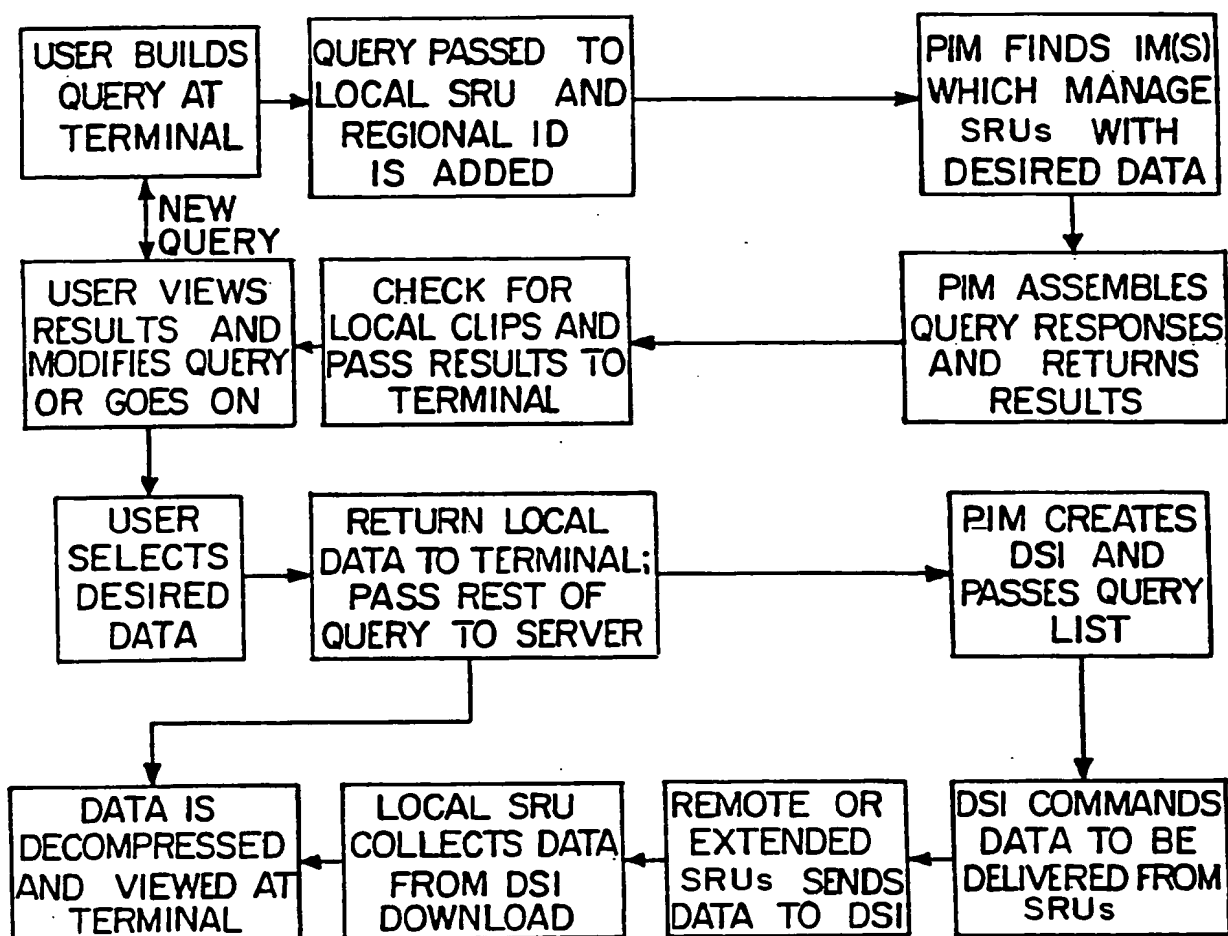 USER BUILDS
QUERY AT
TERMINAL
QUERY PASSED TO
LOCAL SRU AND
REGIONAL ID
IS ADDED
PIM FINDS IM(S)
WHICH MANAGE
SRUs WITH
DESIRED DATA
NEW
QUERY
USER VIEWS
RESULTS AND
MODIFIES QUERY
OR GOES ON
CHECK FOR
LOCAL CLIPS AND
PASS RESULTS TO
TERMINAL
PIM ASSEMBLES
QUERY RESPONSES
AND RETURNS
RESULTS
USER
SELECTS
DESIRED
DATA
RETURN LOCAL
DATA TO TERMINAL;
PASS REST OF
QUERY TO SERVER
PIM CREATES
DSI AND
PASSES QUERY
LIST
DATA IS
DECOMPRESSED
AND VIEWED AT
TERMINAL
LOCAL SRU
COLLECTS DATA
FROM DSI
DOWNLOAD
REMOTE OR
EXTENDED
SRUs SENDS
DATA TO DSI
DSI COMMANDS
DATA TO BE
DELIVERED FROM
SRUs